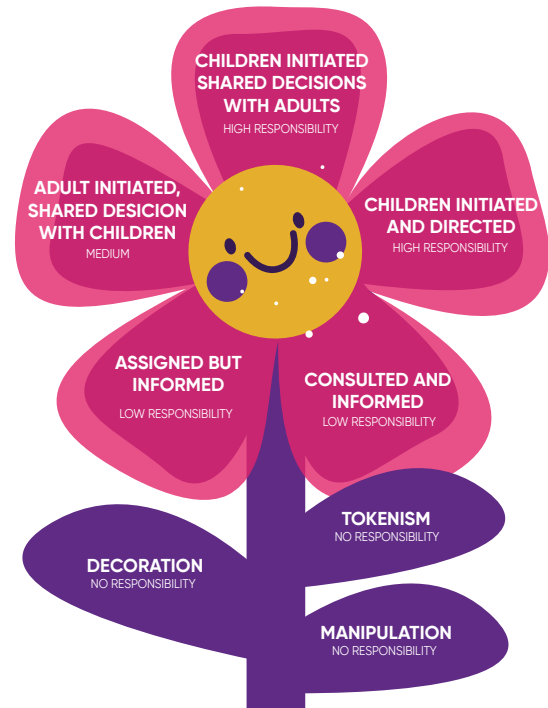 CHILDREN INITIATED
SHARED DECISIONS
WITH ADULTS
HIGH RESPONSIBILITY
ADULT INITIATED,
SHARED DESICION
WITH CHILDREN
MEDIUM
CHILDREN INITIATED
AND DIRECTED
HIGH RESPONSIBILITY
ASSIGNED BUT
INFORMED
LOW RESPONSIBILITY
CONSULTED AND
INFORMED
LOW RESPONSIBILITY
TOKENISM
NO RESPONSIBILITY
DECORATION
NO RESPONSIBILITY
MANIPULATION
NO RESPONSIBILITY